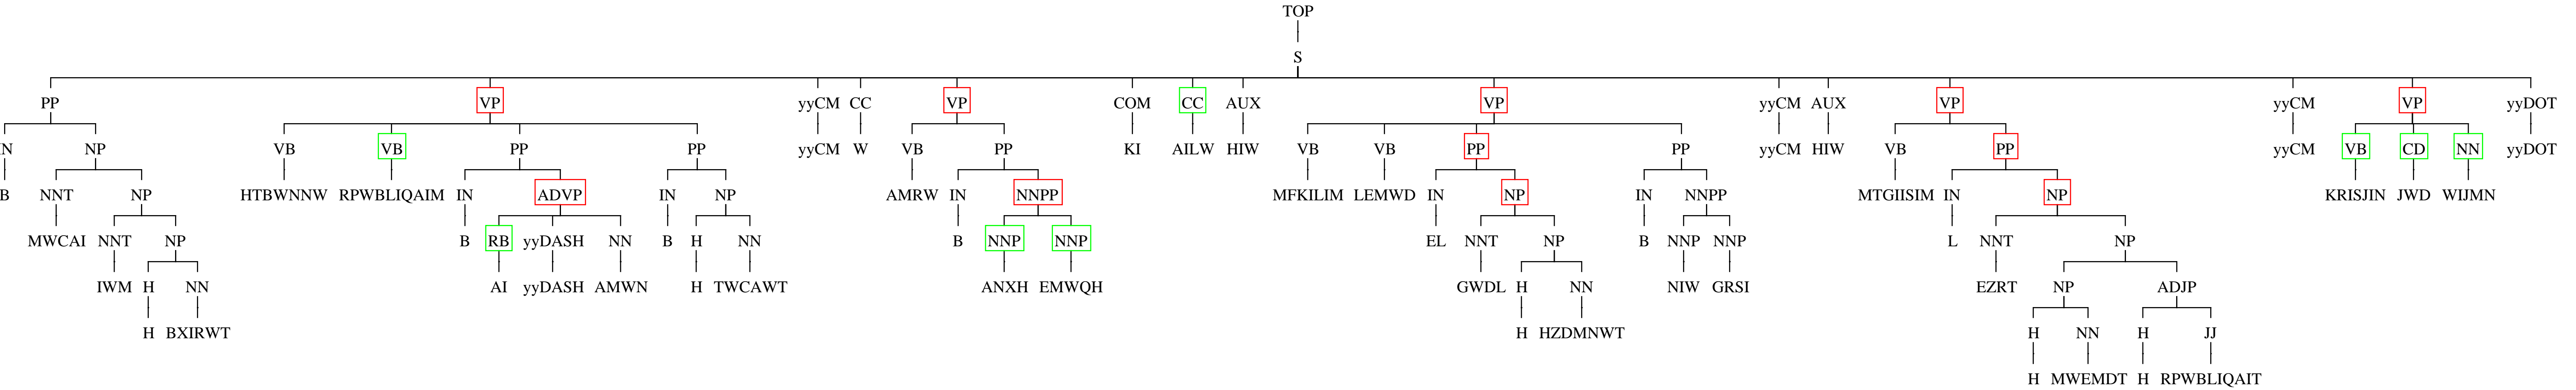 TOP
S
PP VP yyCM CC VP COM CC AUX VP yyCM AUX VP yyCM VP yyDOT
IN NP VB VB PP PP yyCM W VB PP KI AILW HIW VB VB PP PP yyCM HIW VB PP yyCM VB CD NN yyDOT
B NNT NP HTBWNNW RPWBLIQAIM IN ADVP IN NP AMRW IN NNPP MFKILIM LEMWD IN NP IN NNPP MTGIISIM IN NP KRISJIN JWD WIJMN
MWCAI NNT NP B RB yyDASH NN B H NN B NNP NNP EL NNT NP B NNP NNP L NNT NP
IWM H NN AI yyDASH AMWN H TWCAWT ANXH EMWQH GWDL H NN NIW GRSI EZRT NP ADJP
H BXIRWT H HZDMNWT H NN H JJ
H MWEMDT H RPWBLIQAIT